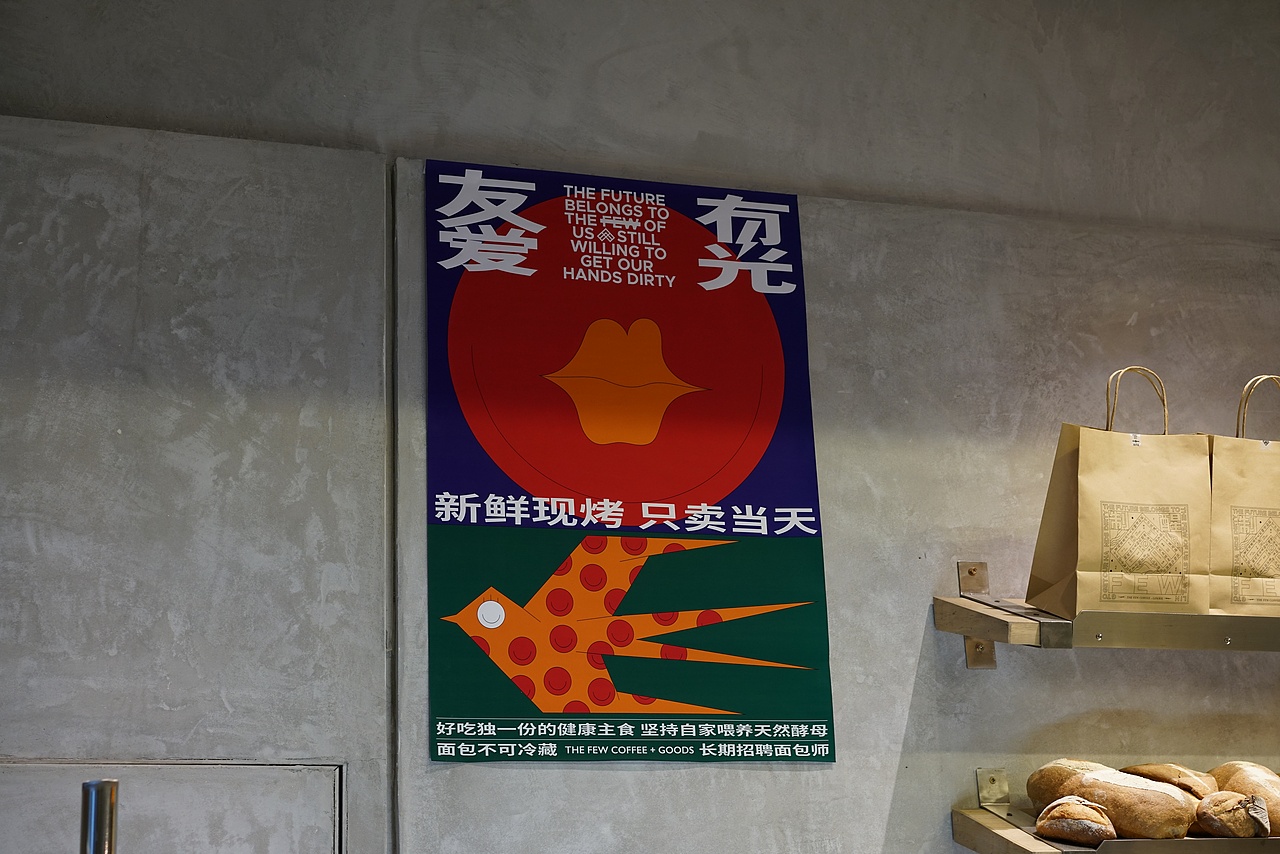 友爱
THE FUTURE
BELONGS TO
THE FEW OF
US STILL
WILLING TO
GET OUR
HANDS DIRTY
有光
新鲜现烤 只卖当天
好吃独一份的健康主食 坚持自家喂养天然酵母
面包不可冷藏 THE FEW COFFEE + GOODS 长期招聘面包师
FEW